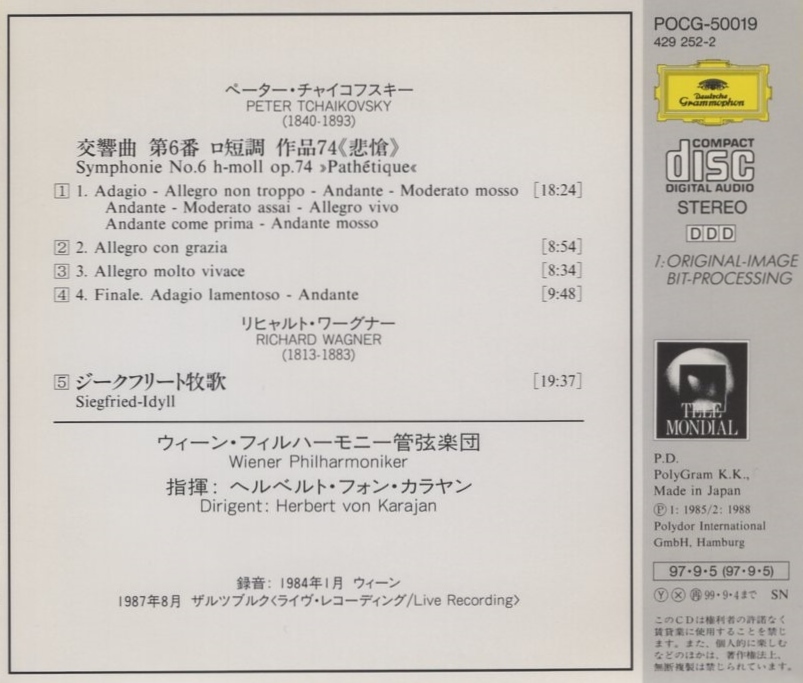 ペーター・チャイコフスキー
PETER TCHAIKOVSKY
(1840-1893)
交響曲 第6番 ロ短調 作品74《悲愴》
Symphonie No.6 h-moll op.74 »Pathétique«
1 1. Adagio - Allegro non troppo - Andante - Moderato mosso [18:24]
Andante - Moderato assai - Allegro vivo
Andante come prima - Andante mosso
2 2. Allegro con grazia [8:54]
3 3. Allegro molto vivace [8:34]
4 4. Finale. Adagio lamentoso - Andante [9:48]
リヒャルト・ワーグナー
RICHARD WAGNER
(1813-1883)
5 ジークフリート牧歌 [19:37]
Siegfried-Idyll
ウィーン・フィルハーモニー管弦楽団
Wiener Philharmoniker
指揮: ヘルベルト・フォン・カラヤン
Dirigent: Herbert von Karajan
録音: 1984年1月 ウィーン
1987年8月 ザルツブルク〈ライヴ・レコーディング/Live Recording〉
POCG-50019
429 252-2
Deutsche
Grammophon
COMPACT
disc
DIGITAL AUDIO
STEREO
DDD
1: ORIGINAL-IMAGE
BIT-PROCESSING
TELE
MONDIAL
P.D.
PolyGram K.K.,
Made in Japan
Ⓟ 1: 1985/2: 1988
Polydor International
GmbH, Hamburg
97・9・5 (97・9・5)
Ⓨ Ⓧ ㊞ 99・9・4まで SN
このCDは権利者の許諾なく
賃貸業に使用することを禁じ
ます。また、個人的に楽しむ
などのほかは、著作権法上、
無断複製は禁じられています。